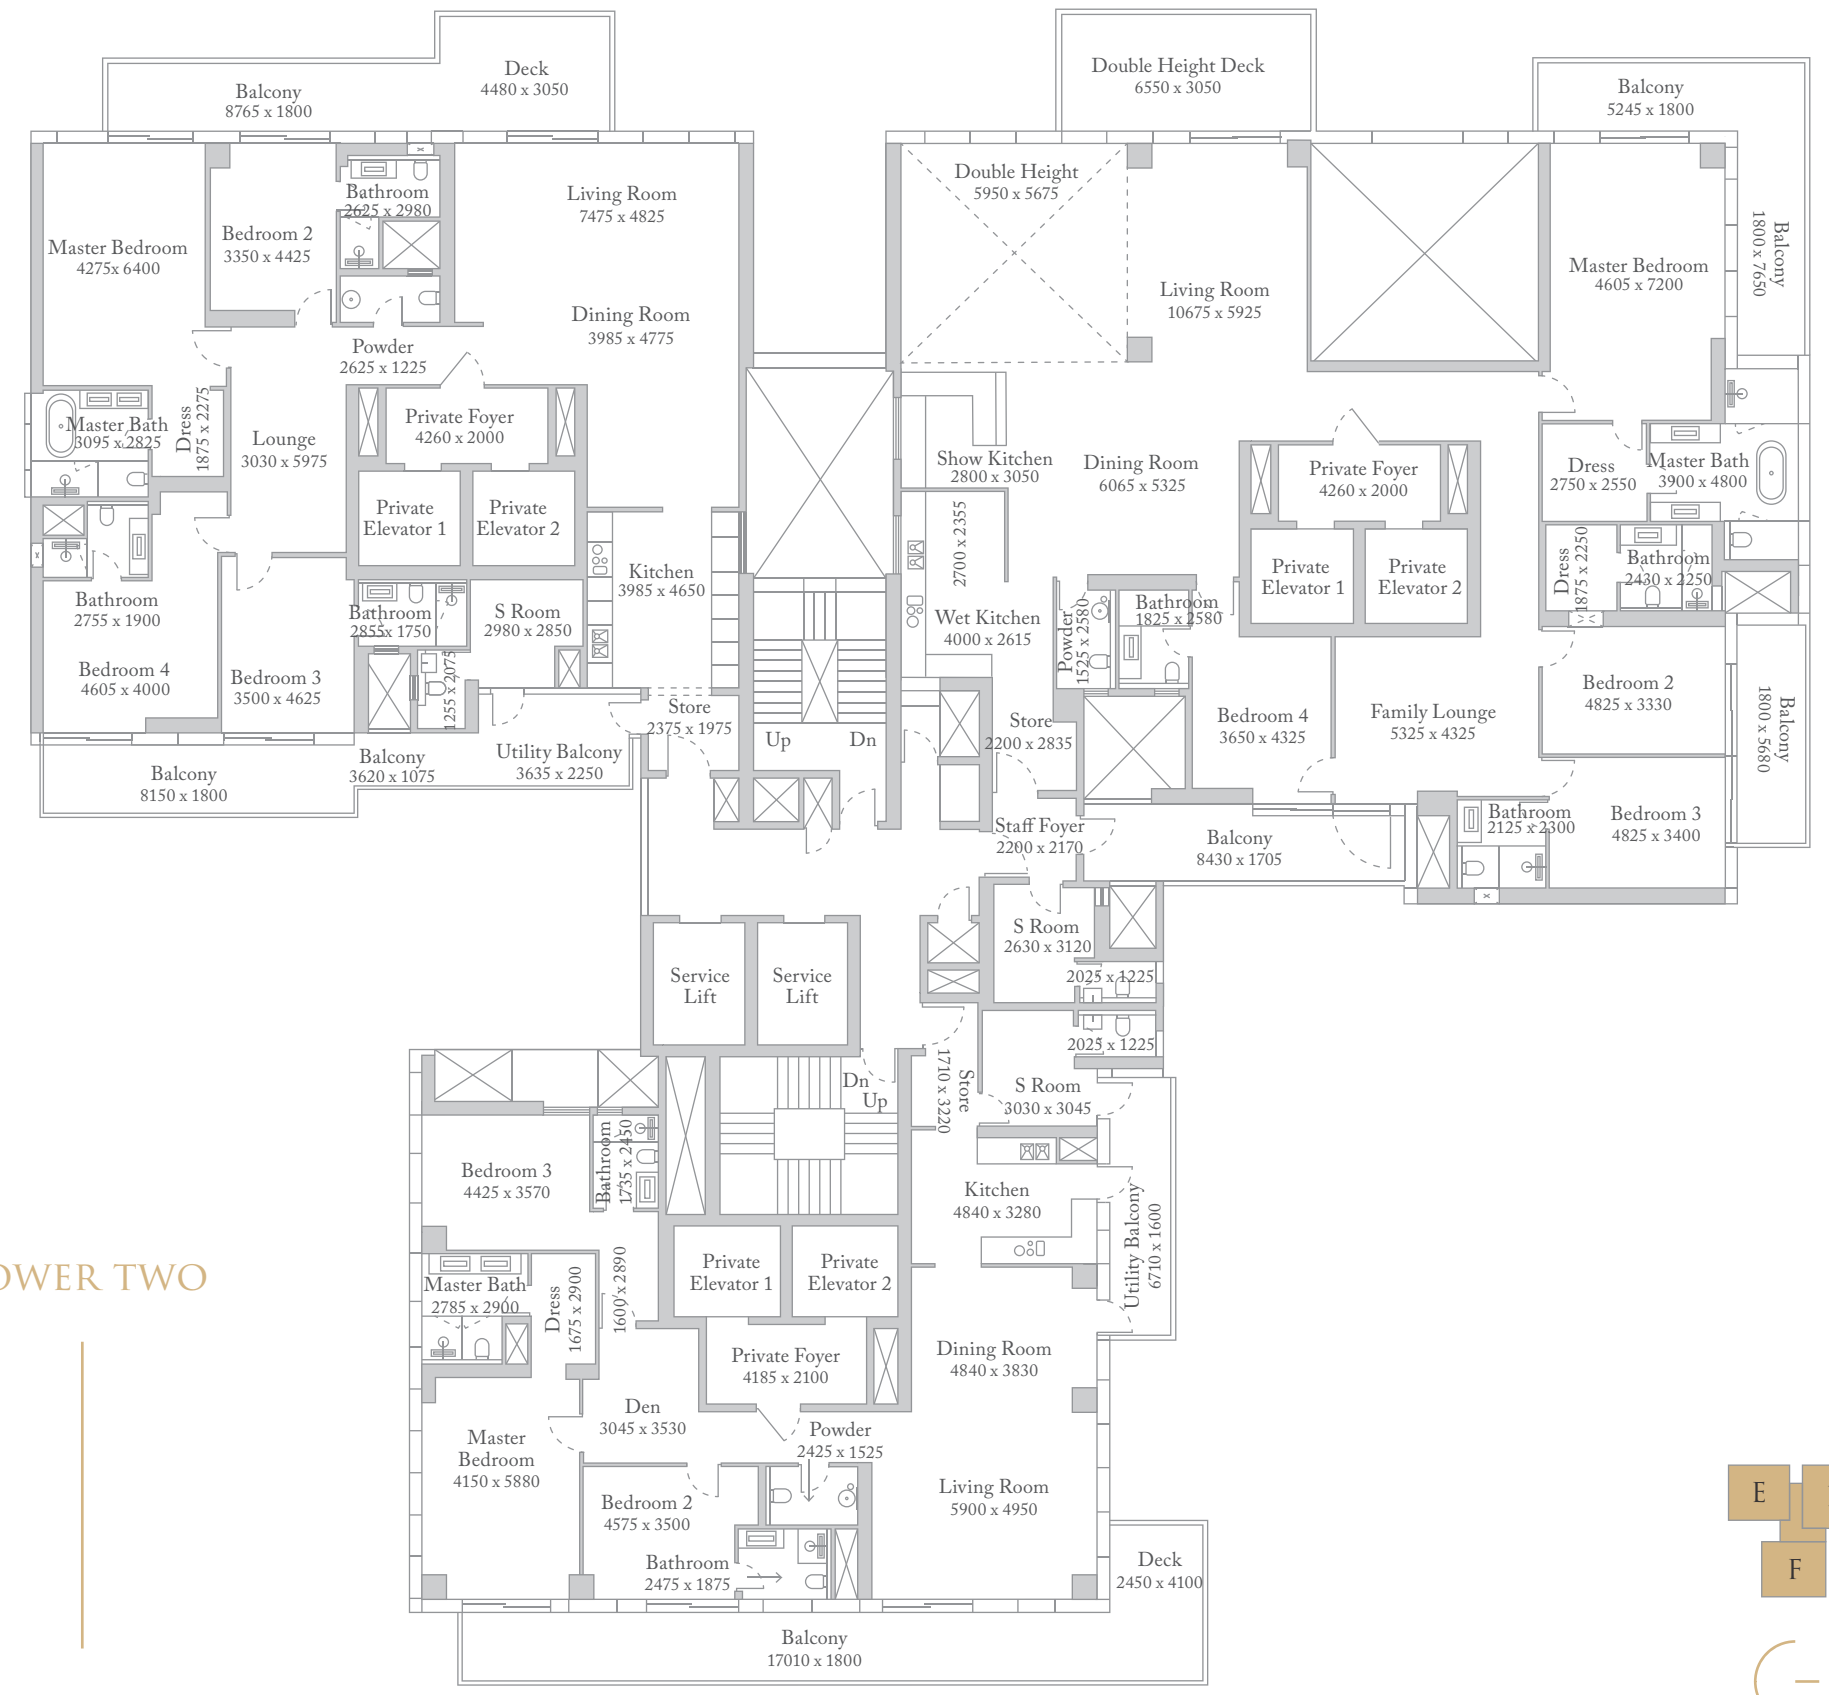 Deck
4480 x 3050
Balcony
8765 x 1800
Double Height Deck
6550 x 3050
Balcony
5245 x 1800
Bathroom
2625 x 2980
Living Room
7475 x 4825
Bedroom 2
3350 x 4425
Master Bedroom
4275x 6400
Dining Room
3985 x 4775
Powder
2625 x 1225
Private Foyer
4260 x 2000
Dress
1875 x 2275
Master Bath
3095 x 2825
Lounge
3030 x 5975
Private
Elevator 1
Private
Elevator 2
Kitchen
3985 x 4650
Bathroom
2755 x 1900
Bathroom
2855x 1750
S Room
2980 x 2850
Bedroom 4
4605 x 4000
Bedroom 3
3500 x 4625
1255 x 2075
Store
2375 x 1975
Balcony
3620 x 1075
Utility Balcony
3635 x 2250
Balcony
8150 x 1800
Up
Dn
Double Height
5950 x 5675
Living Room
10675 x 5925
Master Bedroom
4605 x 7200
Balcony
1800 x 7650
Show Kitchen
2800 x 3050
Dining Room
6065 x 5325
Private Foyer
4260 x 2000
Dress
2750 x 2550
Master Bath
3900 x 4800
2700 x 2355
Private
Elevator 1
Private
Elevator 2
Dress
1875 x 2250
Bathroom
2430 x 2250
Wet Kitchen
4000 x 2615
Powder
1525 x 2580
Bathroom
1825 x 2580
Bedroom 2
4825 x 3330
Store
2200 x 2835
Bedroom 4
3650 x 4325
Family Lounge
5325 x 4325
Balcony
1800 x 5680
Staff Foyer
2200 x 2170
Balcony
8430 x 1705
Bathroom
2125 x 2300
Bedroom 3
4825 x 3400
S Room
2630 x 3120
2025 x 1225
Service
Lift
Service
Lift
2025 x 1225
Store
1710 x 3220
S Room
3030 x 3045
Dn
Up
Bedroom 3
4425 x 3570
Bathroom
1735 x 2450
Kitchen
4840 x 3280
Utility Balcony
6710 x 1600
Private
Elevator 1
Private
Elevator 2
Master Bath
2785 x 2900
Dress
1675 x 2900
1600 x 2890
Private Foyer
4185 x 2100
Dining Room
4840 x 3830
Den
3045 x 3530
Master
Bedroom
4150 x 5880
Powder
2425 x 1525
Living Room
5900 x 4950
Bedroom 2
4575 x 3500
Bathroom
2475 x 1875
Deck
2450 x 4100
Balcony
17010 x 1800
OWER TWO
E
F